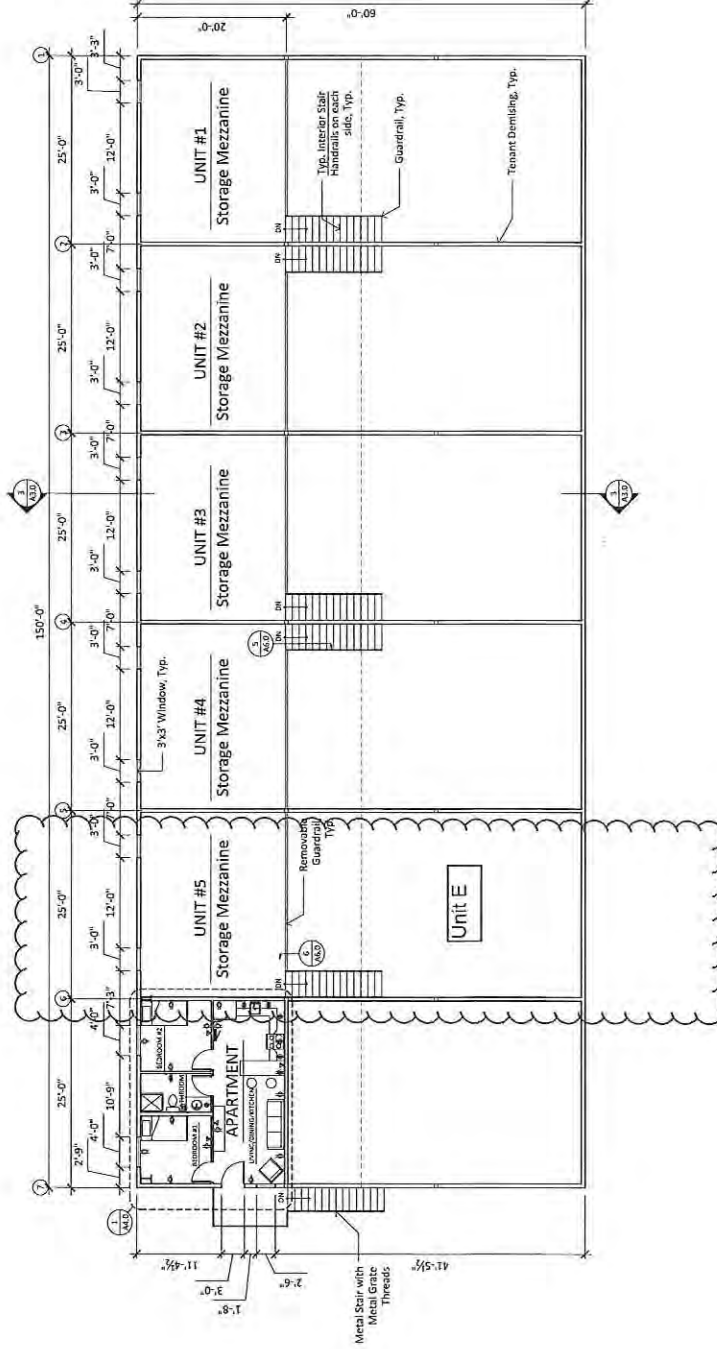 150'-0"
25'-0" 25'-0" 25'-0" 25'-0" 25'-0" 25'-0"
7 6 5 4 3 2 1
2'-9" 4'-0" 10'-9" 4'-0" 7'-3" 3'-0" 12'-0" 3'-0" 7'-0" 3'-0" 12'-0" 3'-0" 7'-0" 3'-0" 12'-0" 3'-0" 7'-0" 3'-0" 12'-0" 3'-0" 7'-0" 3'-0" 12'-0" 3'-0" 3'-3"
3
A3.0
1
A4.0
BEDROOM #1
BATHROOM
BEDROOM #2
APARTMENT
LIVING/DINING/KITCHEN
UNIT #5
Storage Mezzanine
UNIT #4
Storage Mezzanine
UNIT #3
Storage Mezzanine
UNIT #2
Storage Mezzanine
UNIT #1
Storage Mezzanine
3'x3' Window, Typ.
20'-0"
60'-0"
11'-4½"
3'-0"
1'-8"
2'-6"
41'-5½"
DN
DN
DN
DN
DN
DN
6
A6.0
5
A6.0
Removable
Guardrail,
Typ.
Typ. Interior Stair
Handrails on each
side, Typ.
Guardrail, Typ.
Tenant Demising, Typ.
Metal Stair with
Metal Grate
Threads
Unit E
3
A3.0